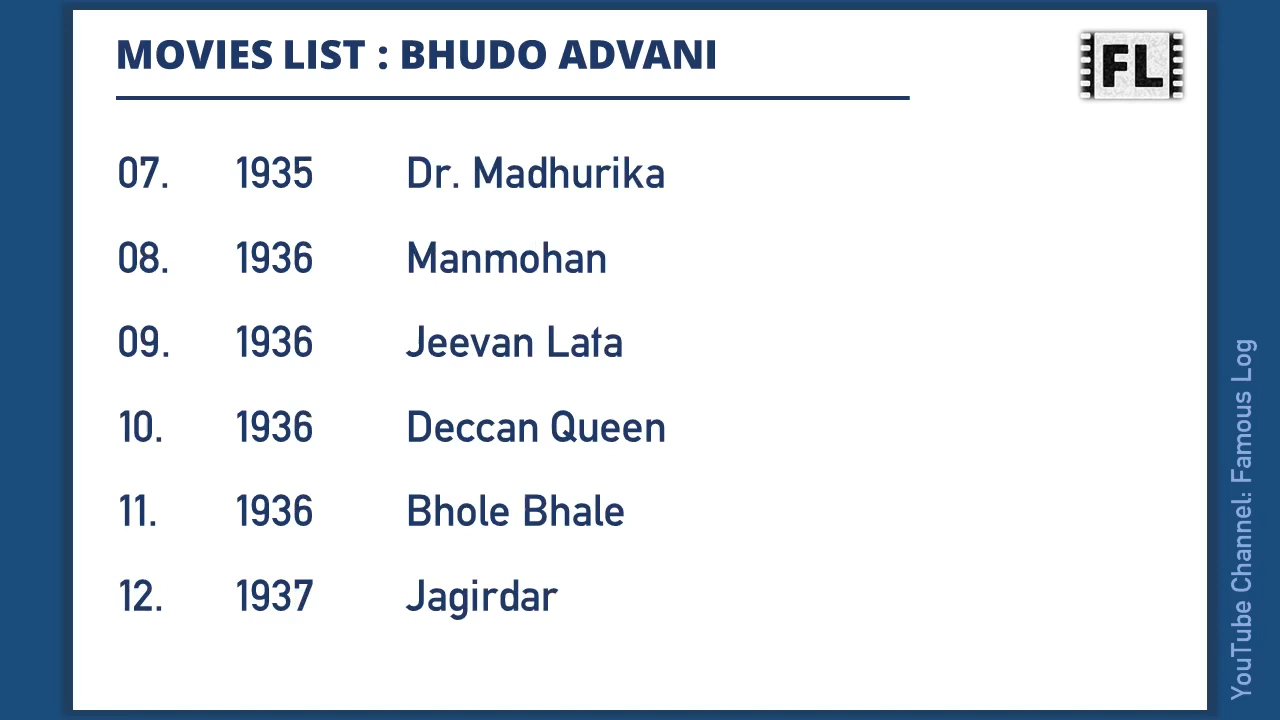 MOVIES LIST : BHUDO ADVANI
FL
07. 1935 Dr. Madhurika
08. 1936 Manmohan
09. 1936 Jeevan Lata
10. 1936 Deccan Queen
11. 1936 Bhole Bhale
12. 1937 Jagirdar
YouTube Channel: Famous Log